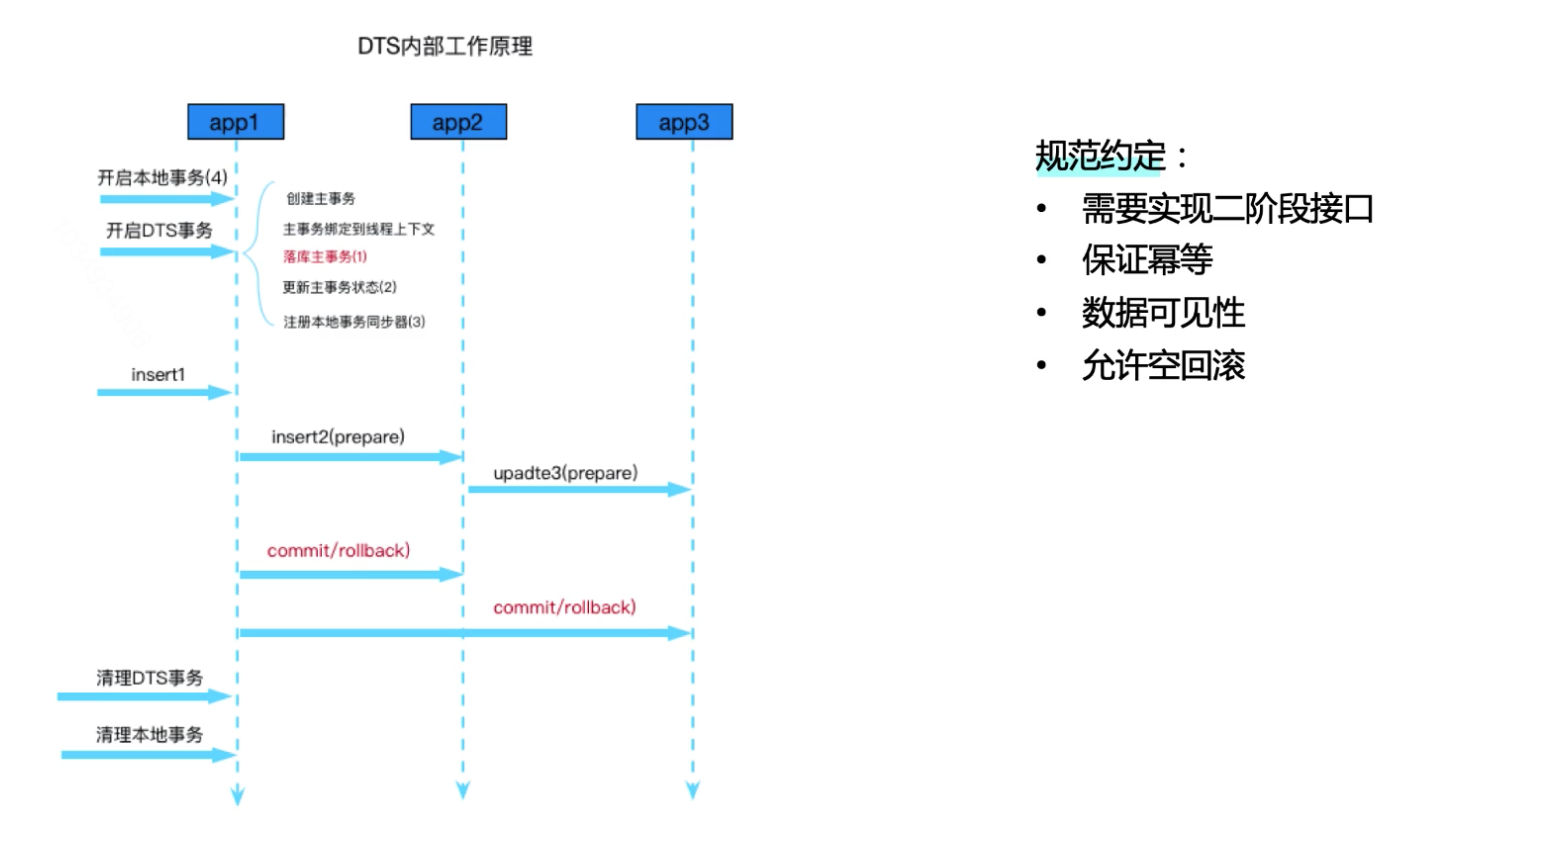 DTS内部工作原理
app1
app2
app3
开启本地事务(4)
开启DTS事务
创建主事务
主事务绑定到线程上下文
落库主事务(1)
更新主事务状态(2)
注册本地事务同步器(3)
insert1
insert2(prepare)
upadte3(prepare)
commit/rollback)
commit/rollback)
清理DTS事务
清理本地事务
规范约定：
• 需要实现二阶段接口
• 保证幂等
• 数据可见性
• 允许空回滚